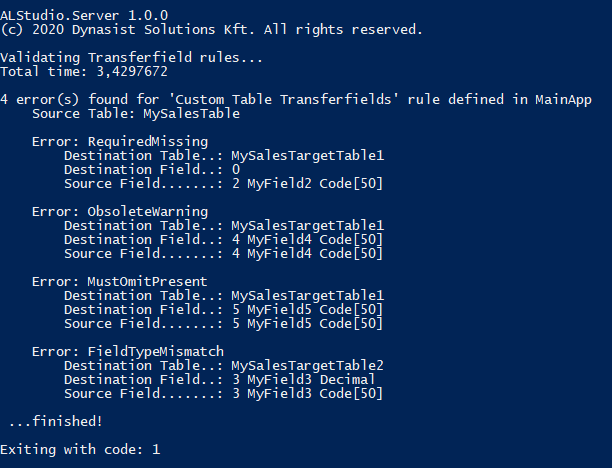 ALStudio.Server 1.0.0
(c) 2020 Dynasist Solutions Kft. All rights reserved.
Validating Transferfield rules...
Total time: 3,4297672
4 error(s) found for 'Custom Table Transferfields' rule defined in MainApp
Source Table: MySalesTable
Error: RequiredMissing
Destination Table..: MySalesTargetTable1
Destination Field..: 0
Source Field.......: 2 MyField2 Code[50]
Error: ObsoleteWarning
Destination Table..: MySalesTargetTable1
Destination Field..: 4 MyField4 Code[50]
Source Field.......: 4 MyField4 Code[50]
Error: MustOmitPresent
Destination Table..: MySalesTargetTable1
Destination Field..: 5 MyField5 Code[50]
Source Field.......: 5 MyField5 Code[50]
Error: FieldTypeMismatch
Destination Table..: MySalesTargetTable2
Destination Field..: 3 MyField3 Decimal
Source Field.......: 3 MyField3 Code[50]
...finished!
Exiting with code: 1